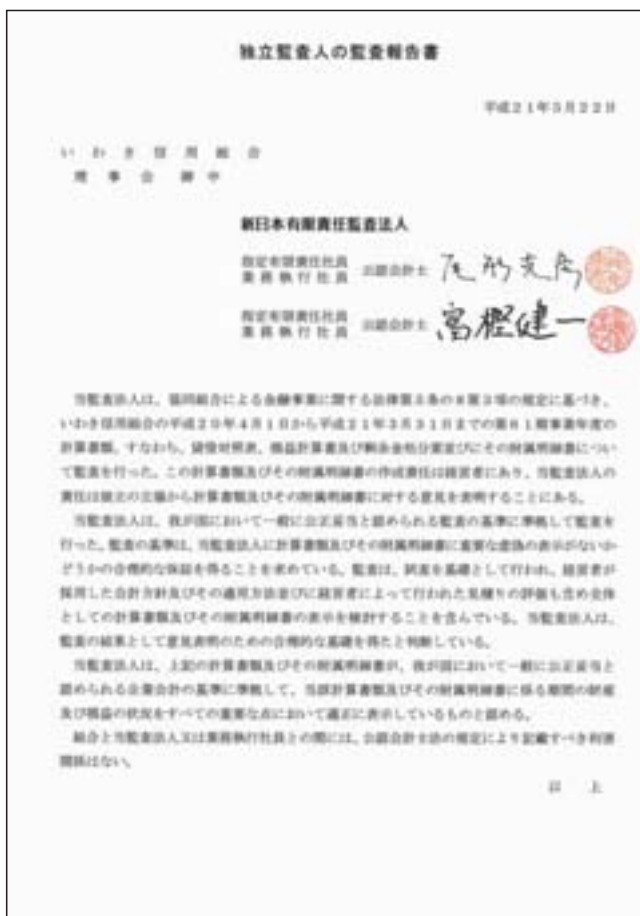 独立監査人の監査報告書
平成21年5月22日
いわき信用組合
理事会 御中
新日本有限責任監査法人
指定有限責任社員
業務執行社員 公認会計士 尾形克彦
指定有限責任社員
業務執行社員 公認会計士 富樫健一
当監査法人は、協同組合による金融事業に関する法律第5条の8第3項の規定に基づき、
いわき信用組合の平成20年4月1日から平成21年3月31日までの第61期事業年度の
計算書類、すなわち、貸借対照表、損益計算書及び剰余金処分案並びにその附属明細書につい
て監査を行った。この計算書類及びその附属明細書の作成責任は経営者にあり、当監査法人の
責任は独立の立場から計算書類及びその附属明細書に対する意見を表明することにある。
当監査法人は、我が国において一般に公正妥当と認められる監査の基準に準拠して監査を
行った。監査の基準は、当監査法人に計算書類及びその附属明細書に重要な虚偽の表示がないか
どうかの合理的な保証を得ることを求めている。監査は、試査を基礎として行われ、経営者が
採用した会計方針及びその適用方法並びに経営者によって行われた見積りの評価も含め全体
としての計算書類及びその附属明細書の表示を検討することを含んでいる。当監査法人は、
監査の結果として意見表明のための合理的な基礎を得たと判断している。
当監査法人は、上記の計算書類及びその附属明細書が、我が国において一般に公正妥当と
認められる企業会計の基準に準拠して、当該計算書類及びその附属明細書に係る期間の財産
及び損益の状況をすべての重要な点において適正に表示しているものと認める。
組合と当監査法人又は業務執行社員との間には、公認会計士法の規定により記載すべき利害
関係はない。
以 上